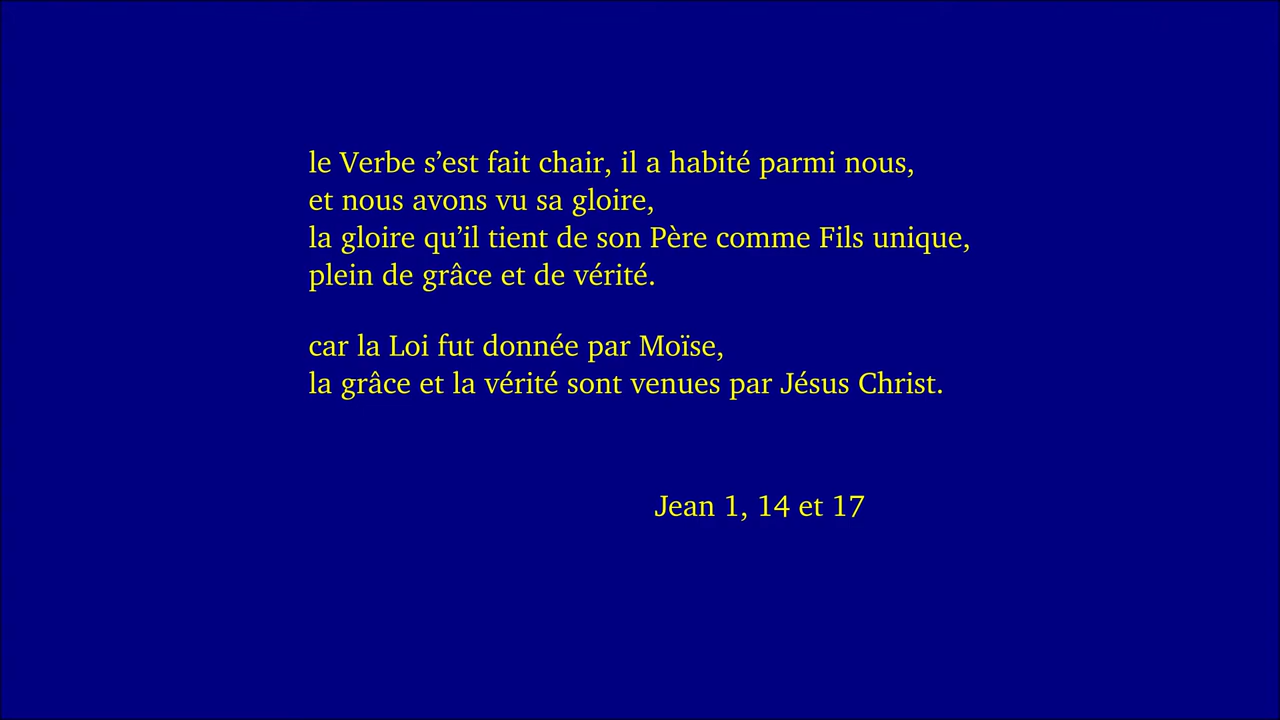 le Verbe s’est fait chair, il a habité parmi nous,
et nous avons vu sa gloire,
la gloire qu’il tient de son Père comme Fils unique,
plein de grâce et de vérité.
car la Loi fut donnée par Moïse,
la grâce et la vérité sont venues par Jésus Christ.
Jean 1, 14 et 17